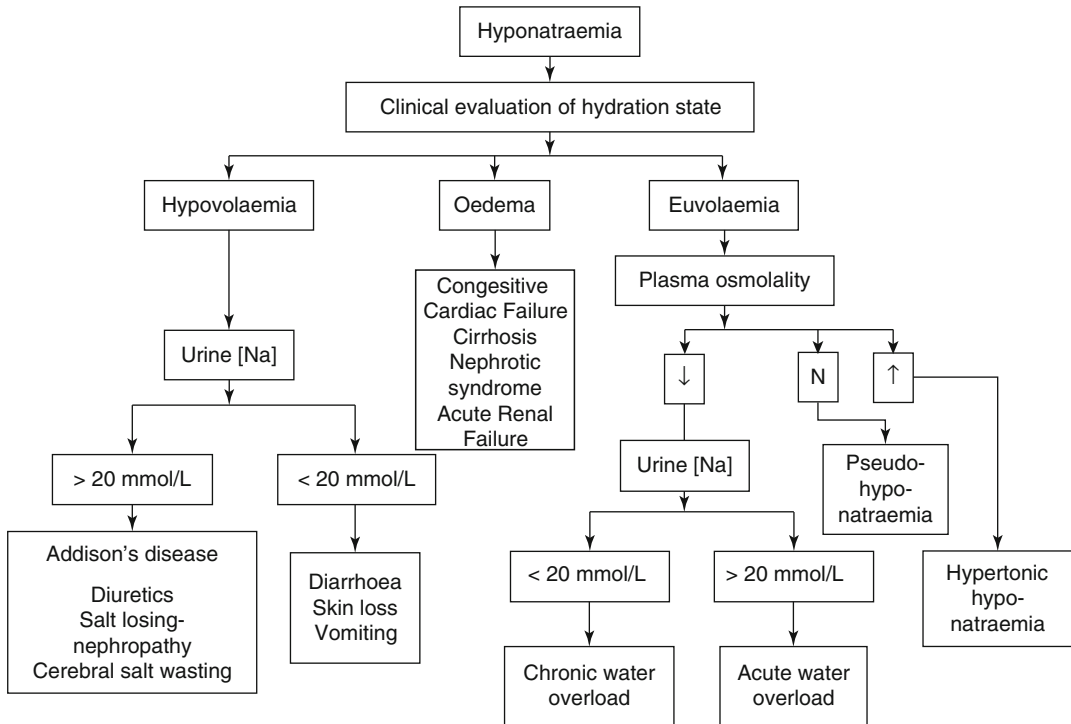 Hyponatraemia
Clinical evaluation of hydration state
Hypovolaemia
Oedema
Euvolaemia
Congesitive
Cardiac Failure
Cirrhosis
Nephrotic
syndrome
Acute Renal
Failure
Plasma osmolality
Urine [Na]
↓
N
↑
> 20 mmol/L
< 20 mmol/L
Urine [Na]
Pseudo-
hypo-
natraemia
Addison's disease
Diuretics
Salt losing-
nephropathy
Cerebral salt wasting
Diarrhoea
Skin loss
Vomiting
< 20 mmol/L
> 20 mmol/L
Hypertonic
hypo-
natraemia
Chronic water
overload
Acute water
overload